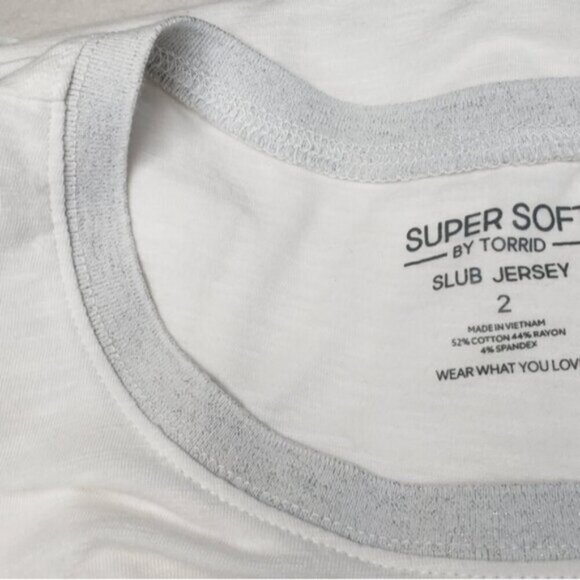 SUPER SOFT
BY TORRID
SLUB JERSEY
2
MADE IN VIETNAM
52% COTTON 44% RAYON
4% SPANDEX
WEAR WHAT YOU LOVE